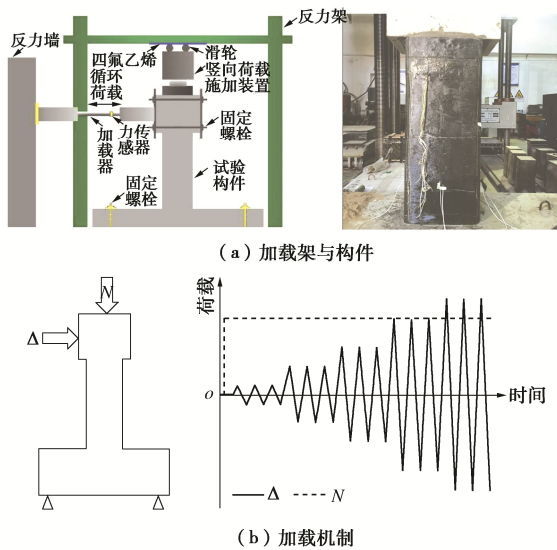 反力架
反力墙
四氟乙烯
循环
荷载
滑轮
竖向荷载
施加装置
加载器
力传
感器
固定
螺栓
试验
构件
固定
螺栓
(a) 加载架与构件
N
Δ
荷载
O
时间
Δ
N
(b) 加载机制